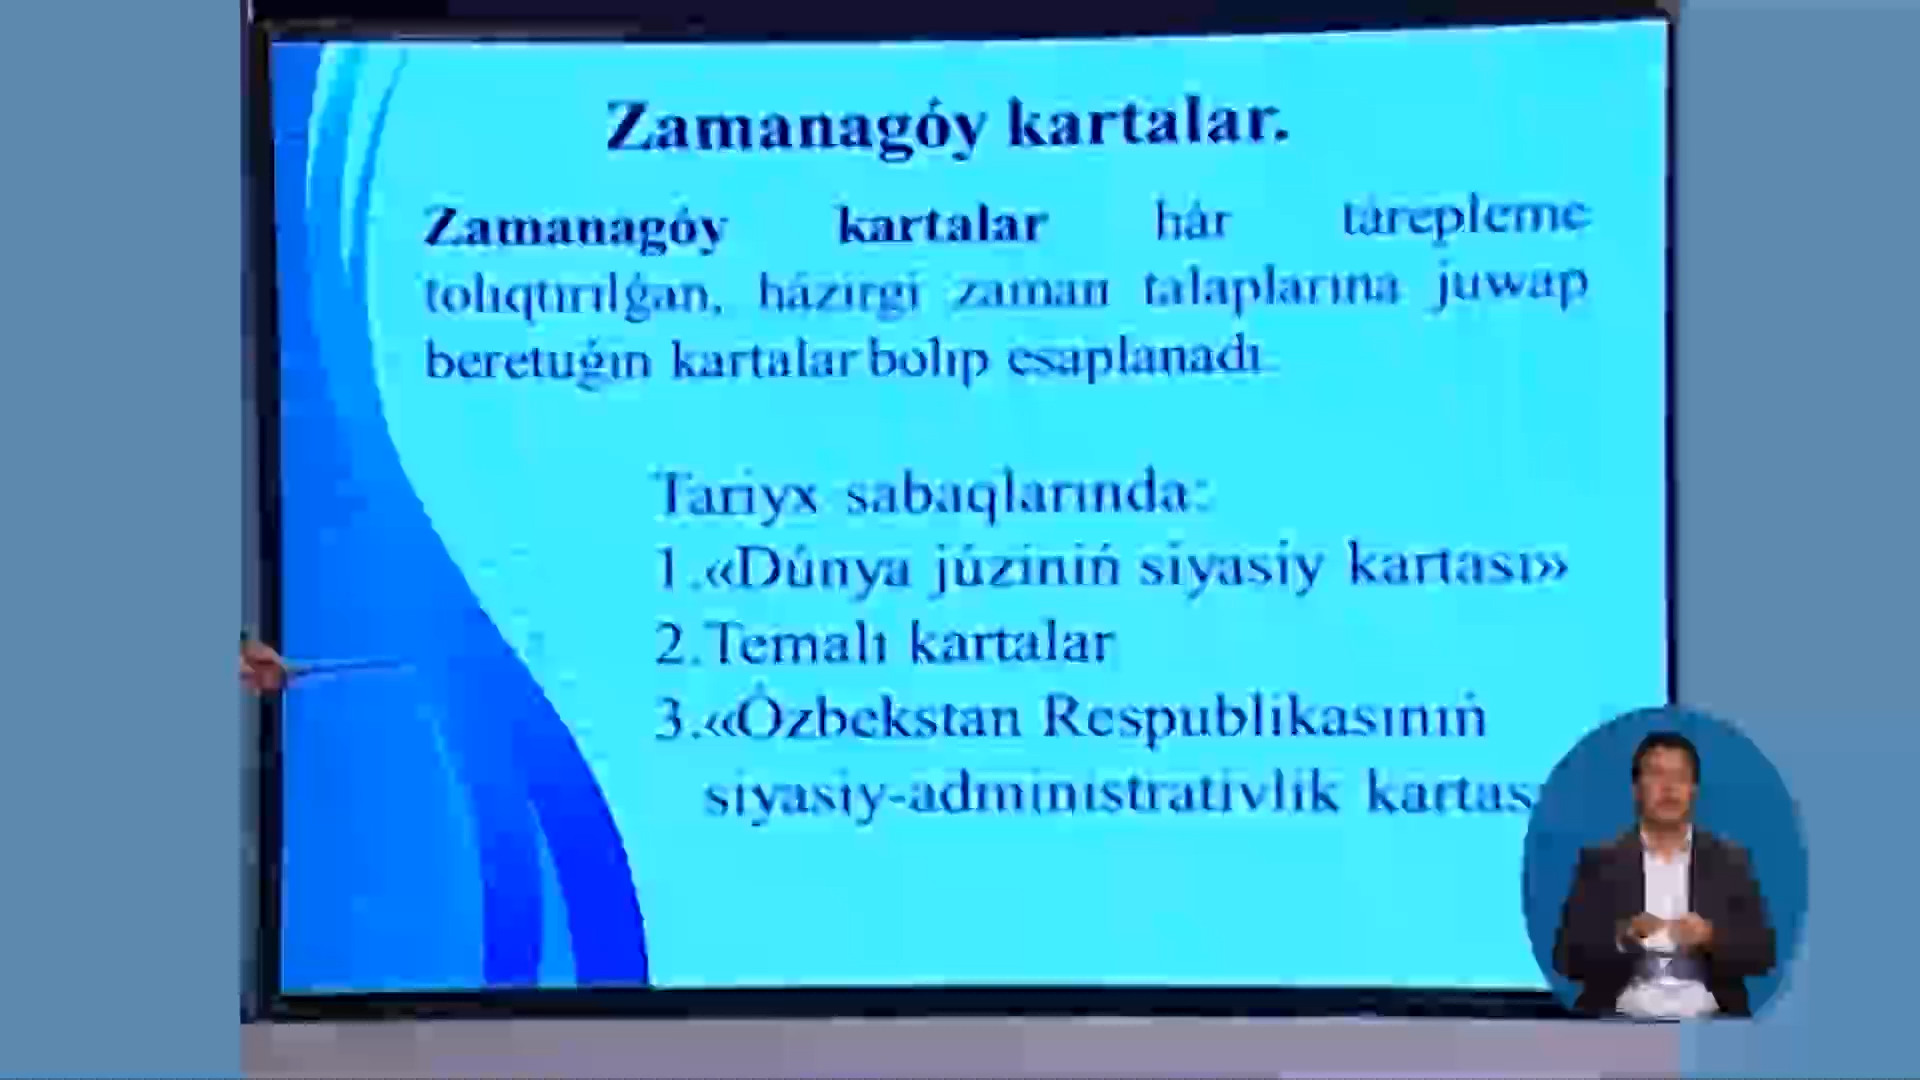 Zamanagóy kartalar.
Zamanagóy kartalar hár tárepleme
tolıqtırılǵan, házirgi zaman talaplarına juwap
beretuǵın kartalar bolıp esaplanadı
Tariyx sabaqlarında:
1.«Dúnya júziniń siyasiy kartası»
2.Temalı kartalar
3.«Ózbekstan Respublikasınıń
siyasiy-administrativlik kartas